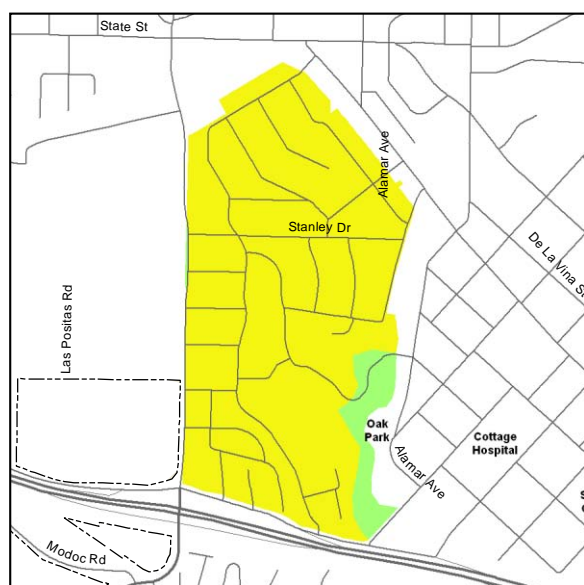 State St
Alamar Ave
Stanley Dr
De La Vina St
Las Positas Rd
Oak
Park
Alamar Ave
Cottage
Hospital
Modoc Rd